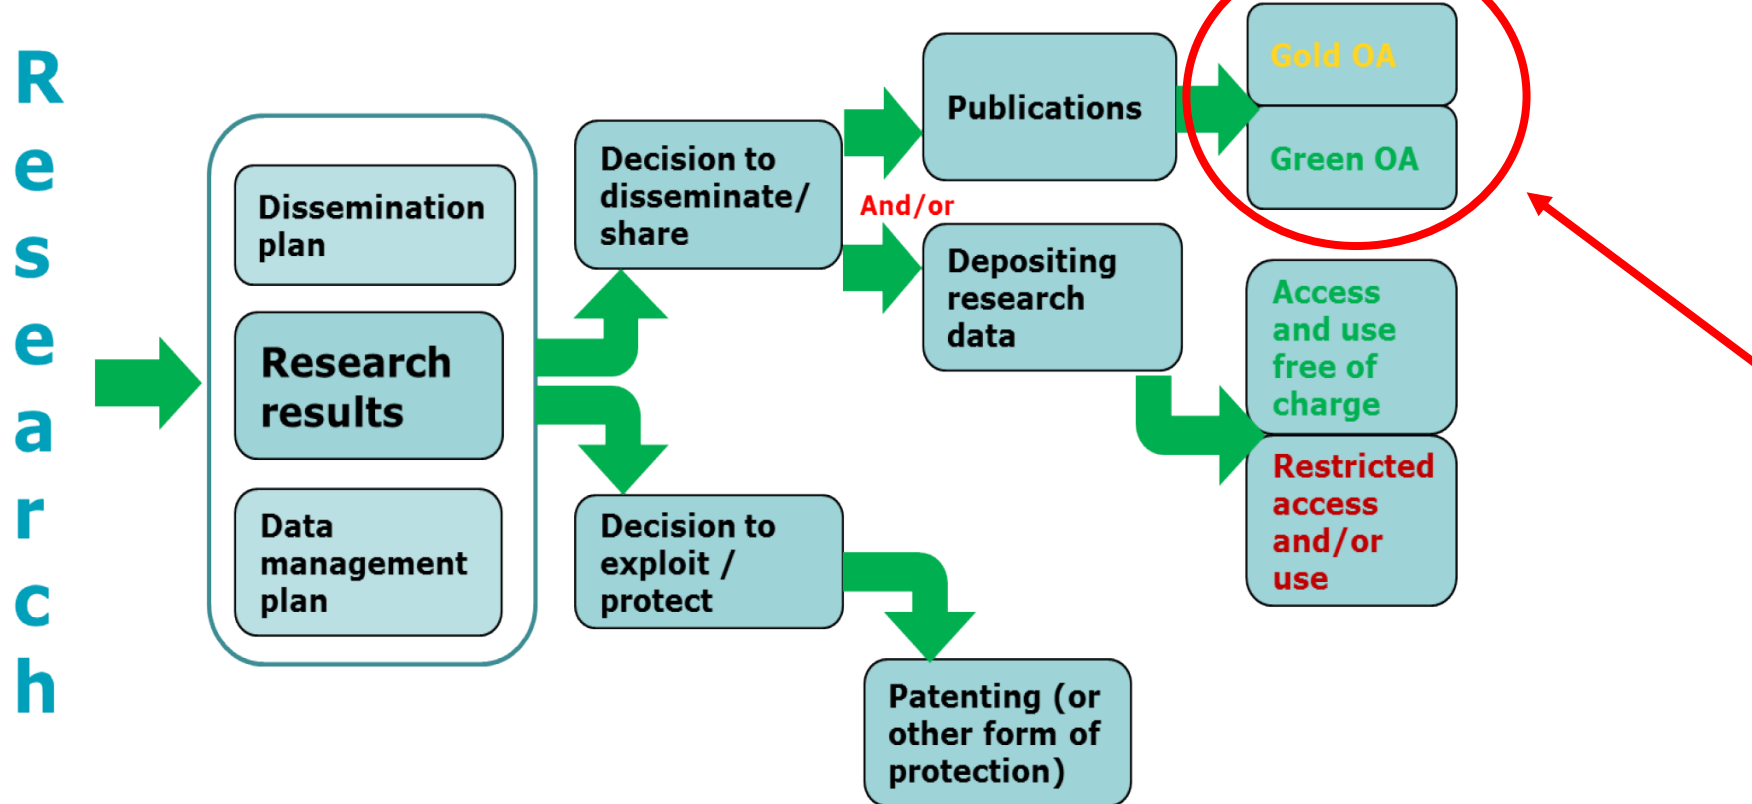 Research
Dissemination
plan
Research
results
Data
management
plan
Decision to
disseminate/
share
And/or
Decision to
exploit /
protect
Publications
Depositing
research
data
Patenting (or
other form of
protection)
Gold OA
Green OA
Access
and use
free of
charge
Restricted
access
and/or
use